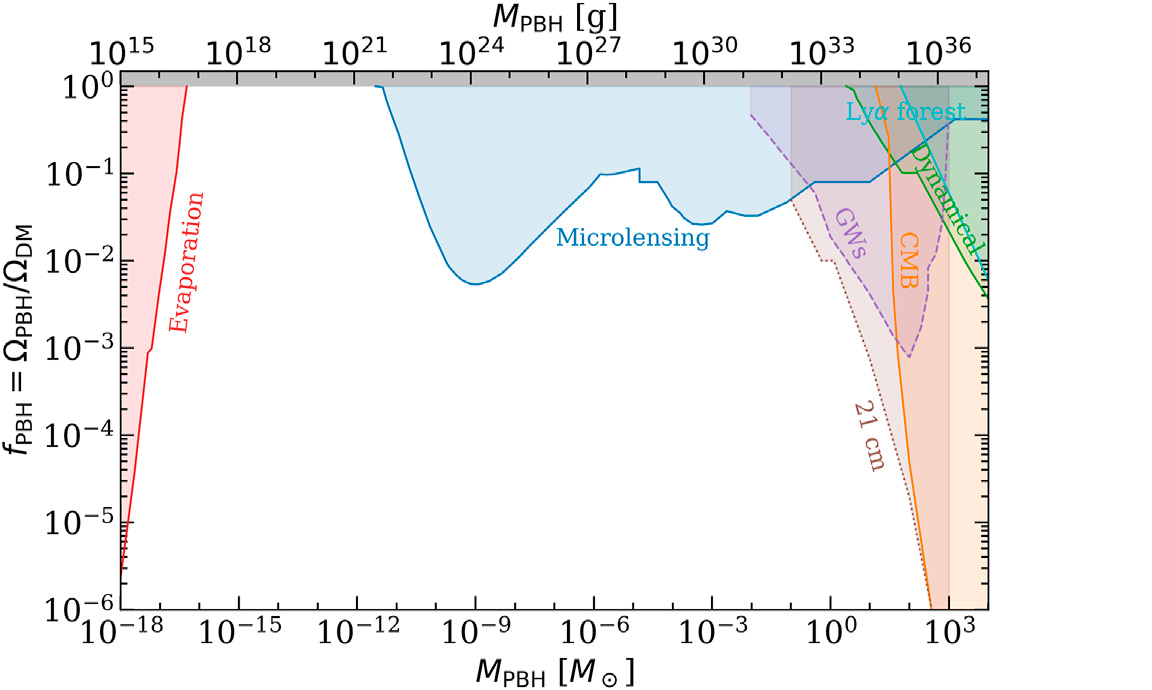 M_PBH [g]
10^15 10^18 10^21 10^24 10^27 10^30 10^33 10^36
f_PBH = Ω_PBH/Ω_DM
10^0
10^−1
10^−2
10^−3
10^−4
10^−5
10^−6
Evaporation
Microlensing
GWs
CMB
Lyα forest
Dynamical
21 cm
10^−18 10^−15 10^−12 10^−9 10^−6 10^−3 10^0 10^3
M_PBH [M_⊙]